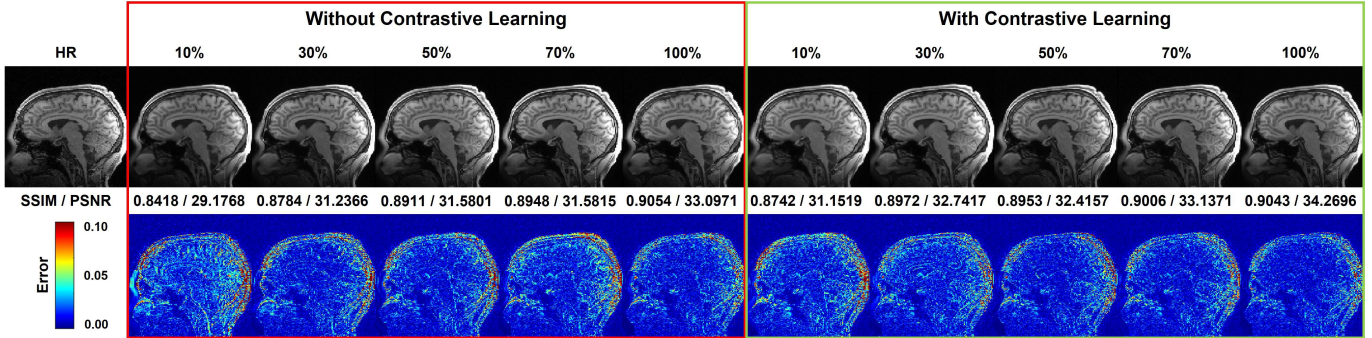 Without Contrastive Learning With Contrastive Learning
HR 10% 30% 50% 70% 100% 10% 30% 50% 70% 100%
SSIM / PSNR 0.8418 / 29.1768 0.8784 / 31.2366 0.8911 / 31.5801 0.8948 / 31.5815 0.9054 / 33.0971 0.8742 / 31.1519 0.8972 / 32.7417 0.8953 / 32.4157 0.9006 / 33.1371 0.9043 / 34.2696
Error
0.10
0.05
0.00